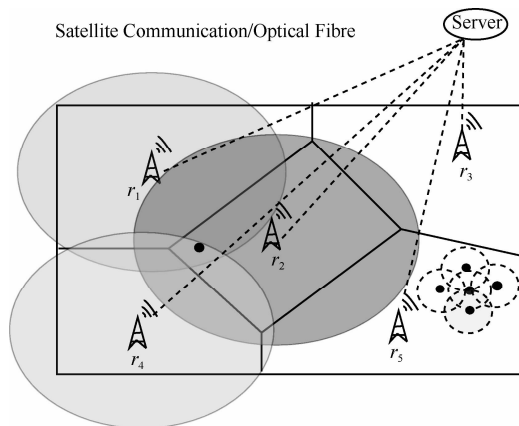 Server
Satellite Communication/Optical Fibre
r1
r3
r2
r4
r5